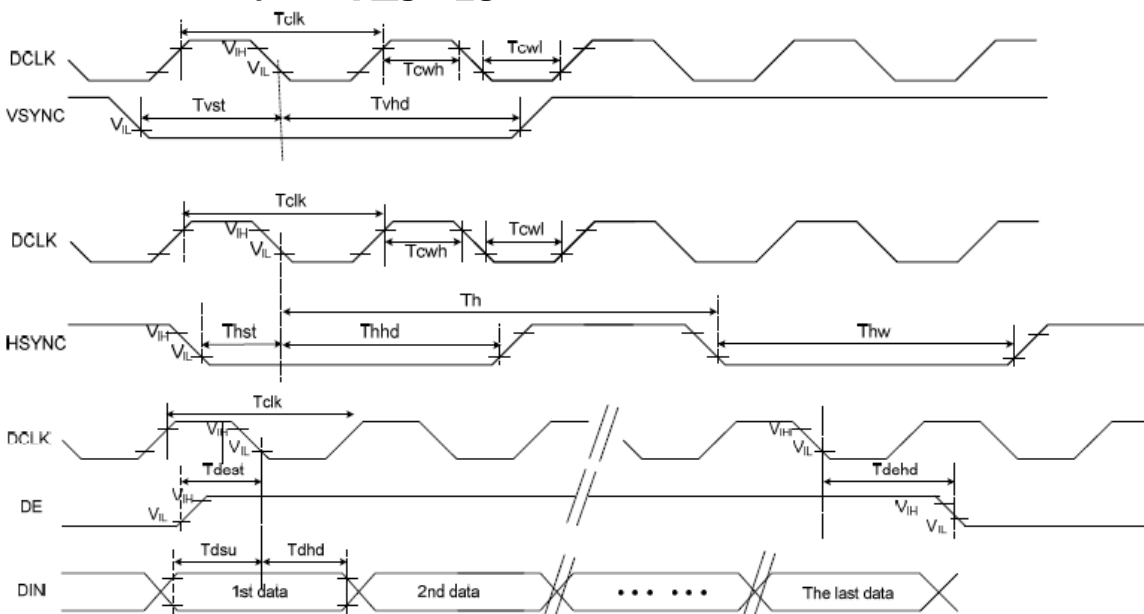 Tclk
DCLK
VIH
VIL
Tcwh
Tcwl
VSYNC
VIL
Tvst
Tvhd
Tclk
DCLK
VIH
VIL
Tcwh
Tcwl
Th
HSYNC
VIH
VIL
Thst
Thhd
Thw
Tclk
DCLK
VIH
VIL
VIH
VIL
Tdest
Tdehd
DE
VIH
VIL
VIH
VIL
Tdsu
Tdhd
DIN
1st data
2nd data
• • • • • •
The last data